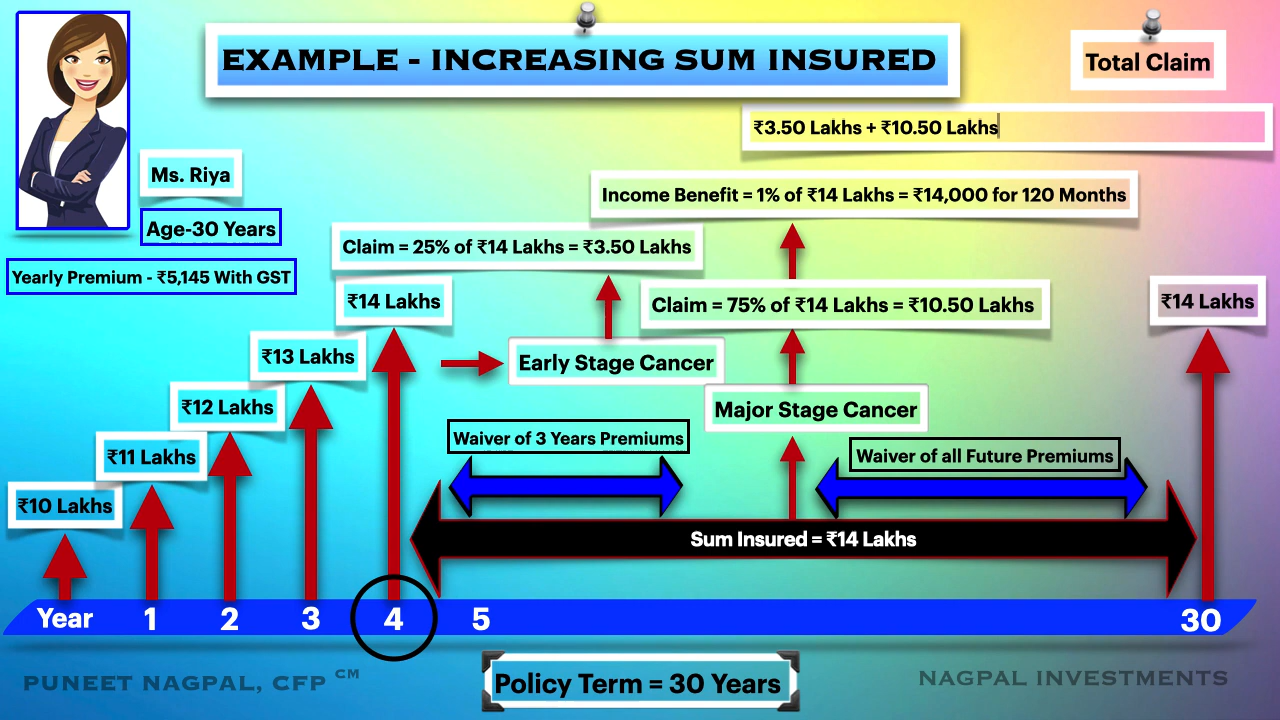 EXAMPLE - INCREASING SUM INSURED
Total Claim
₹3.50 Lakhs + ₹10.50 Lakhs
Ms. Riya
Income Benefit = 1% of ₹14 Lakhs = ₹14,000 for 120 Months
Age-30 Years
Claim = 25% of ₹14 Lakhs = ₹3.50 Lakhs
Yearly Premium - ₹5,145 With GST
₹14 Lakhs
Claim = 75% of ₹14 Lakhs = ₹10.50 Lakhs
₹14 Lakhs
₹13 Lakhs
Early Stage Cancer
₹12 Lakhs
Major Stage Cancer
Waiver of 3 Years Premiums
₹11 Lakhs
Waiver of all Future Premiums
₹10 Lakhs
Sum Insured = ₹14 Lakhs
Year 1 2 3 4 5 30
PUNEET NAGPAL, CFP CM
Policy Term = 30 Years
NAGPAL INVESTMENTS